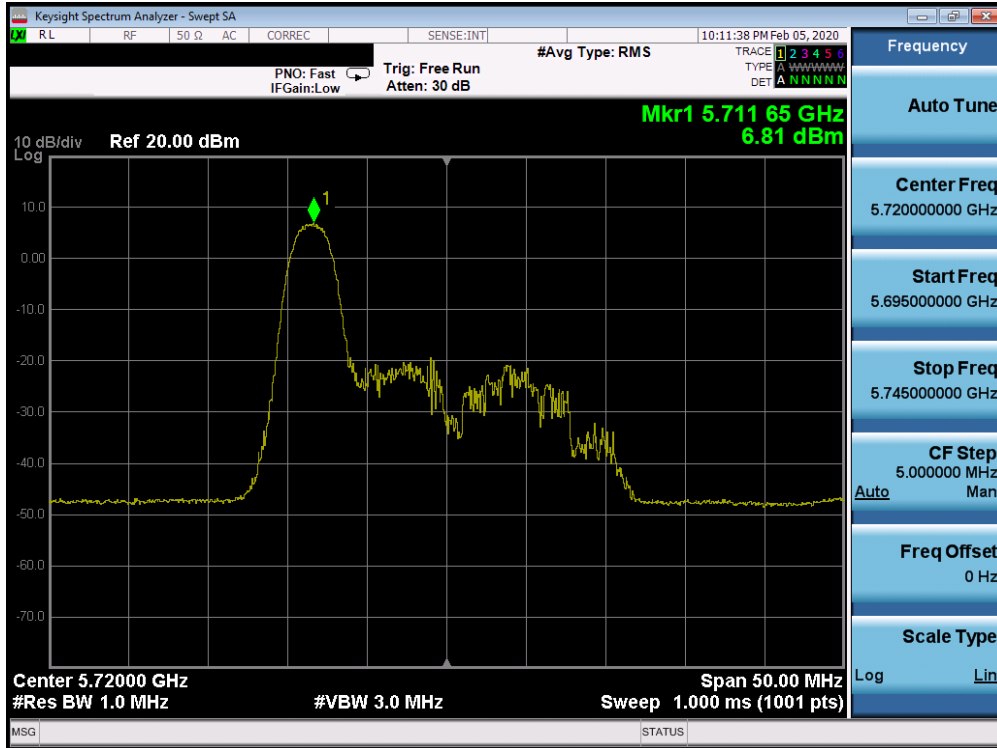 Keysight Spectrum Analyzer - Swept SA
LXI RL RF 50 Ω AC CORREC SENSE:INT 10:11:38 PM Feb 05, 2020
#Avg Type: RMS
TRACE 1 2 3 4 5 6
TYPE A WWWWW
DET A N N N N N
PNO: Fast
IFGain:Low
Trig: Free Run
Atten: 30 dB
Mkr1 5.711 65 GHz
6.81 dBm
10 dB/div Ref 20.00 dBm
Log
1
10.0
0.00
-10.0
-20.0
-30.0
-40.0
-50.0
-60.0
-70.0
Center 5.72000 GHz Span 50.00 MHz
#Res BW 1.0 MHz #VBW 3.0 MHz Sweep 1.000 ms (1001 pts)
MSG STATUS
Frequency
Auto Tune
Center Freq
5.720000000 GHz
Start Freq
5.695000000 GHz
Stop Freq
5.745000000 GHz
CF Step
5.000000 MHz
Auto Man
Freq Offset
0 Hz
Scale Type
Log Lin